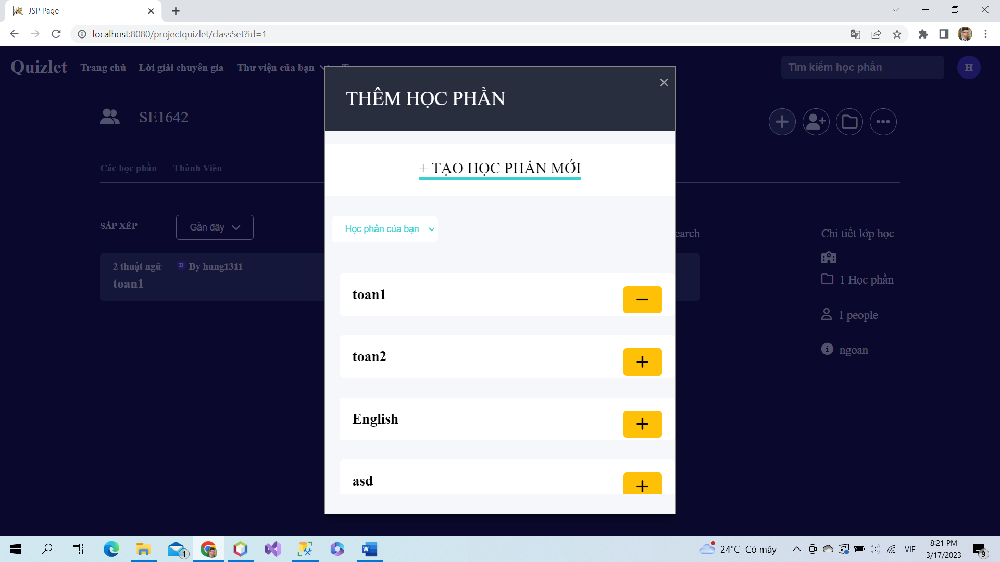 JSP Page
localhost:8080/projectquizlet/classSet?id=1
Quizlet Trang chủ Lời giải chuyên gia Thư viện của bạn
Tìm kiếm học phần
H
THÊM HỌC PHẦN
SE1642
+ TẠO HỌC PHẦN MỚI
Các học phần Thành Viên
SẮP XẾP Gần đây
Học phần của bạn
earch
Chi tiết lớp học
2 thuật ngữ H By hung1311
toan1
1 Học phần
1 people
ngoan
toan1
toan2
English
asd
1
24°C Có mây
VIE
8:21 PM
3/17/2023
9